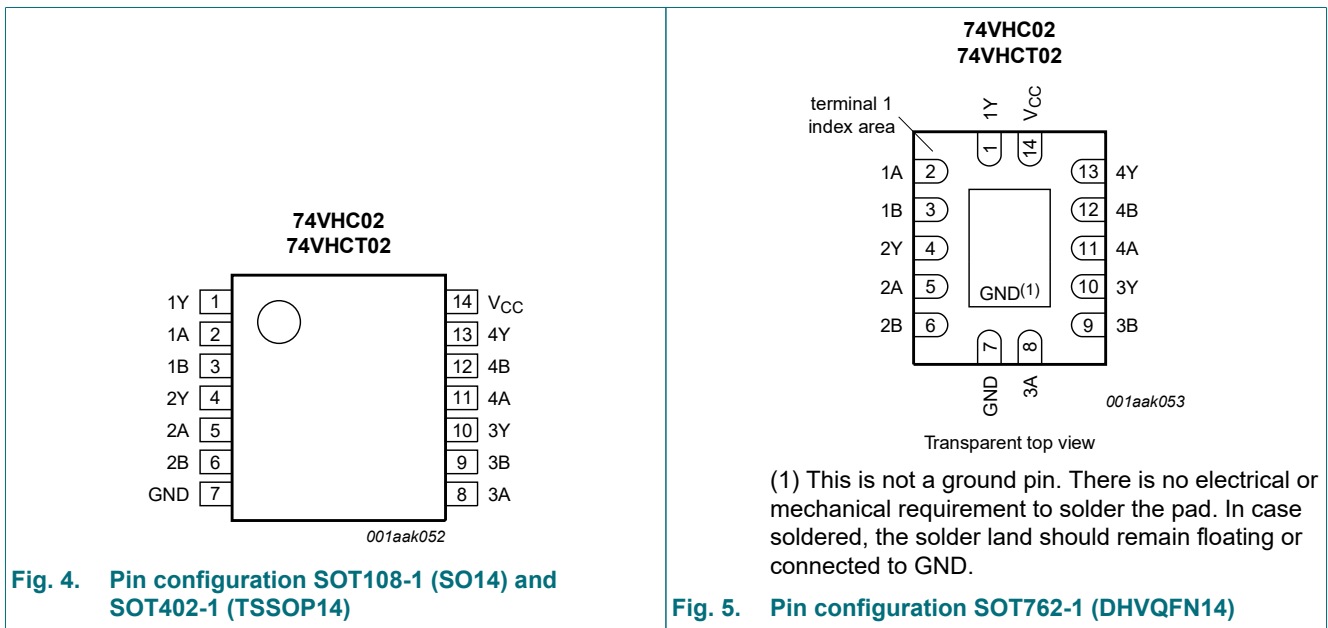 74VHC02
74VHCT02
1Y 1
1A 2
1B 3
2Y 4
2A 5
2B 6
GND 7
14 VCC
13 4Y
12 4B
11 4A
10 3Y
9 3B
8 3A
001aak052
Fig. 4. Pin configuration SOT108-1 (SO14) and
SOT402-1 (TSSOP14)
74VHC02
74VHCT02
terminal 1
index area
1Y
VCC
1
14
1A 2
1B 3
2Y 4
2A 5
2B 6
13 4Y
12 4B
11 4A
10 3Y
9 3B
GND(1)
7
8
GND
3A
001aak053
Transparent top view
(1) This is not a ground pin. There is no electrical or
mechanical requirement to solder the pad. In case
soldered, the solder land should remain floating or
connected to GND.
Fig. 5. Pin configuration SOT762-1 (DHVQFN14)